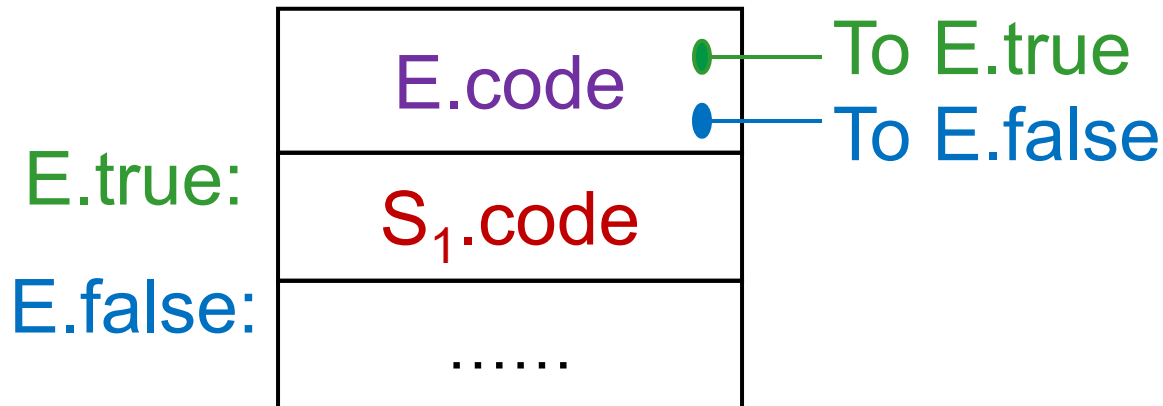 E.code
To E.true
To E.false
E.true:
S₁.code
E.false:
......